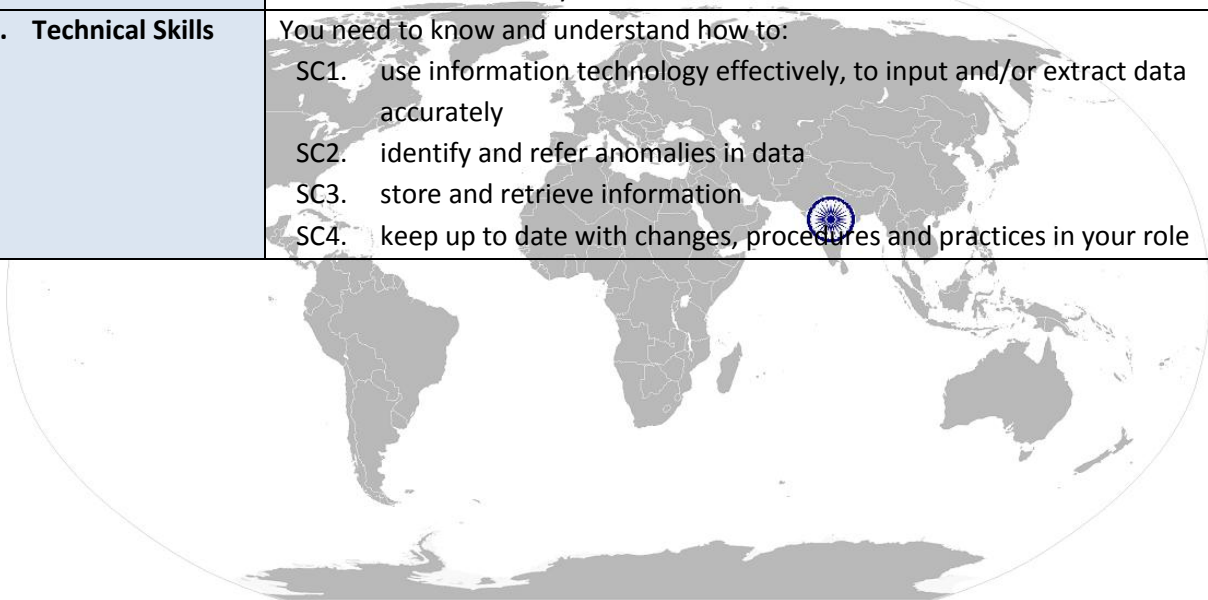 . Technical Skills
You need to know and understand how to:
SC1. use information technology effectively, to input and/or extract data
accurately
SC2. identify and refer anomalies in data
SC3. store and retrieve information
SC4. keep up to date with changes, procedures and practices in your role